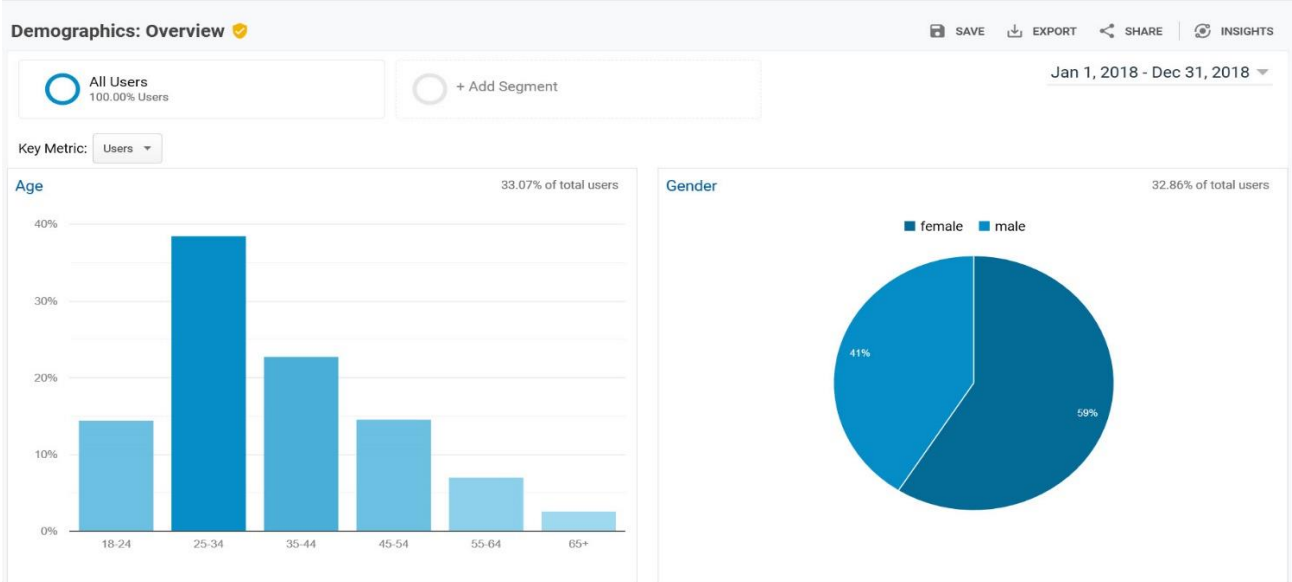 Demographics: Overview
SAVE EXPORT SHARE INSIGHTS
All Users
100.00% Users
+ Add Segment
Jan 1, 2018 - Dec 31, 2018
Key Metric: Users
Age 33.07% of total users
40%
30%
20%
10%
0%
18-24 25-34 35-44 45-54 55-64 65+
Gender 32.86% of total users
female male
41%
59%